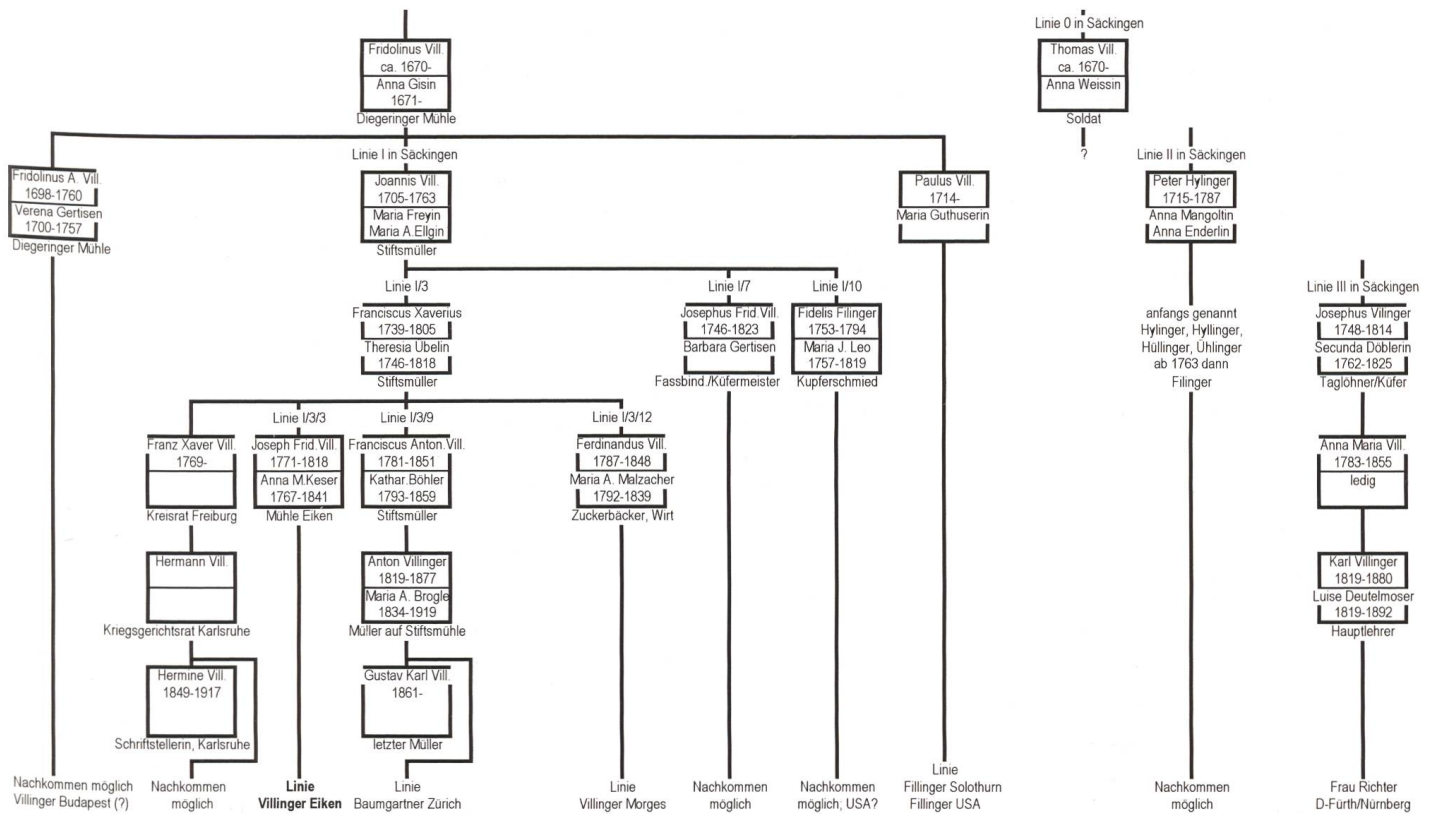 Linie 0 in Säckingen
Fridolinus Vill.
ca. 1670-
Anna Gisin
1671-
Diegeringer Mühle
Thomas Vill.
ca. 1670-
Anna Weissin
Soldat
?
Fridolinus A. Vill.
1698-1760
Verena Gertisen
1700-1757
Diegeringer Mühle
Linie I in Säckingen
Joannis Vill.
1705-1763
Maria Freyin
Maria A.Ellgin
Stiftsmüller
Paulus Vill.
1714-
Maria Guthuserin
Linie II in Säckingen
Peter Hylinger
1715-1787
Anna Mangoltin
Anna Enderlin
Linie I/3
Franciscus Xaverius
1739-1805
Theresia Übelin
1746-1818
Stiftsmüller
Linie I/7
Josephus Frid.Vill.
1746-1823
Barbara Gertisen
Fassbind./Küfermeister
Linie I/10
Fidelis Filinger
1753-1794
Maria J. Leo
1757-1819
Kupferschmied
anfangs genannt
Hylinger, Hyllinger,
Hüllinger, Ühlinger
ab 1763 dann
Filinger
Linie III in Säckingen
Josephus Vilinger
1748-1814
Secunda Döblerin
1762-1825
Taglöhner/Küfer
Franz Xaver Vill.
1769-
Kreisrat Freiburg
Linie I/3/3
Joseph Frid.Vill.
1771-1818
Anna M.Keser
1767-1841
Mühle Eiken
Linie I/3/9
Franciscus Anton.Vill.
1781-1851
Kathar.Böhler
1793-1859
Stiftsmüller
Linie I/3/12
Ferdinandus Vill.
1787-1848
Maria A. Malzacher
1792-1839
Zuckerbäcker, Wirt
Anna Maria Vill.
1783-1855
ledig
Hermann Vill.
Kriegsgerichtsrat Karlsruhe
Anton Villinger
1819-1877
Maria A. Brogle
1834-1919
Müller auf Stiftsmühle
Karl Villinger
1819-1880
Luise Deutelmoser
1819-1892
Hauptlehrer
Hermine Vill.
1849-1917
Schriftstellerin, Karlsruhe
Gustav Karl Vill.
1861-
letzter Müller
Nachkommen möglich
Villinger Budapest (?)
Nachkommen
möglich
Linie
Villinger Eiken
Linie
Baumgartner Zürich
Linie
Villinger Morges
Nachkommen
möglich
Nachkommen
möglich; USA?
Linie
Fillinger Solothurn
Fillinger USA
Nachkommen
möglich
Frau Richter
D-Fürth/Nürnberg